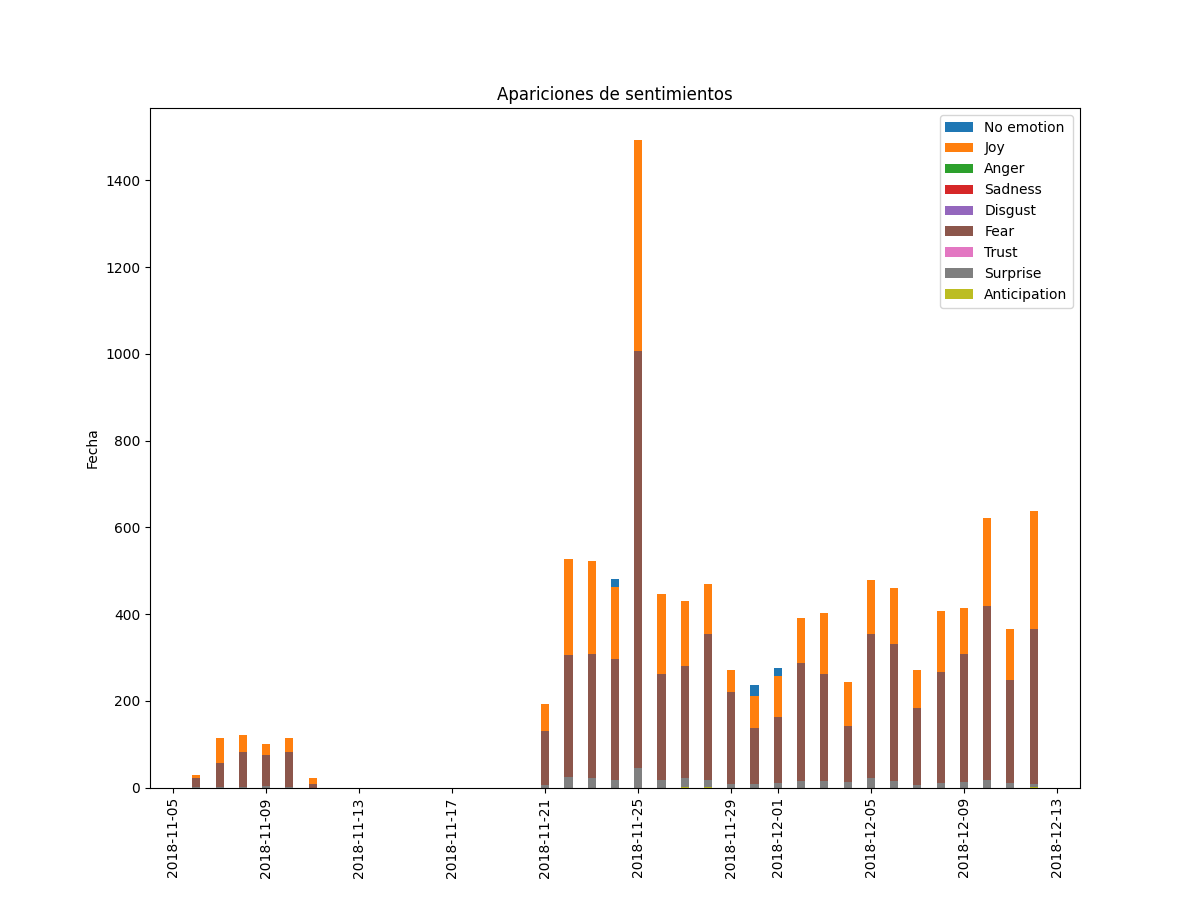 Apariciones de sentimientos
No emotion
Joy
Anger
Sadness
Disgust
Fear
Trust
Surprise
Anticipation
Fecha
1400
1200
1000
800
600
400
200
0
2018-11-05
2018-11-09
2018-11-13
2018-11-17
2018-11-21
2018-11-25
2018-11-29
2018-12-01
2018-12-05
2018-12-09
2018-12-13